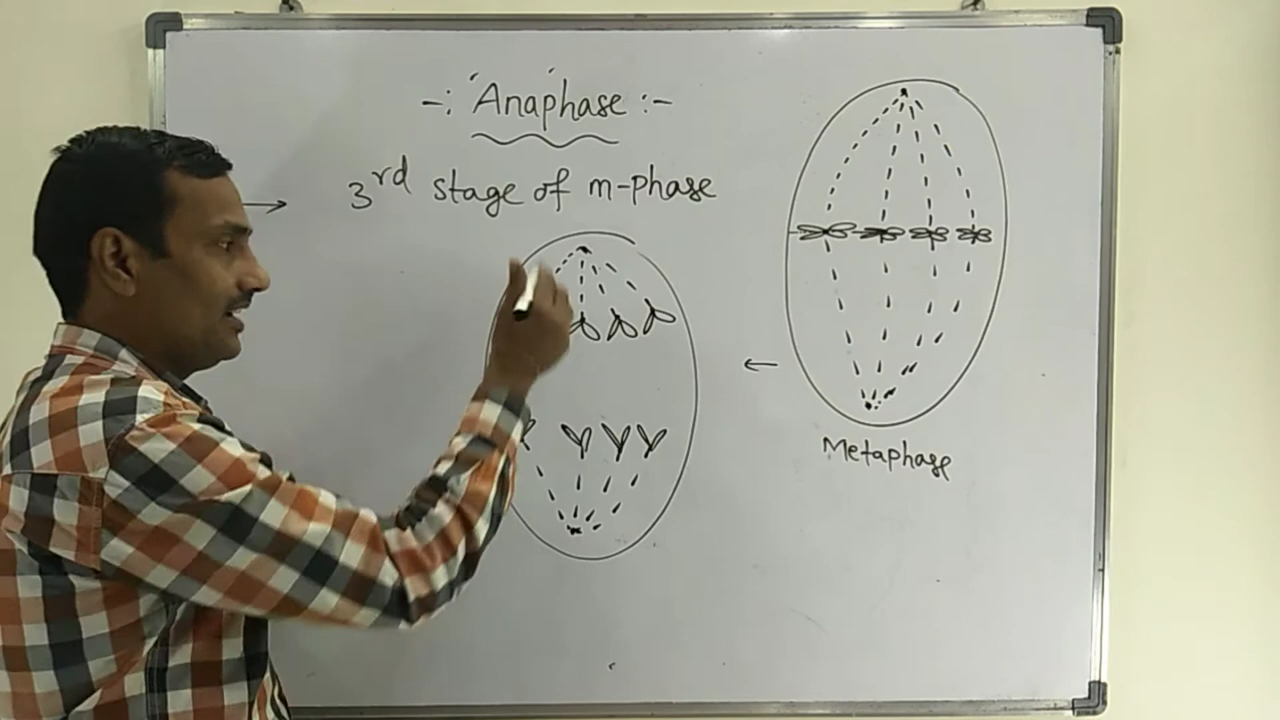 -: Anaphase :-
→ 3rd stage of m-phase
←
Metaphase